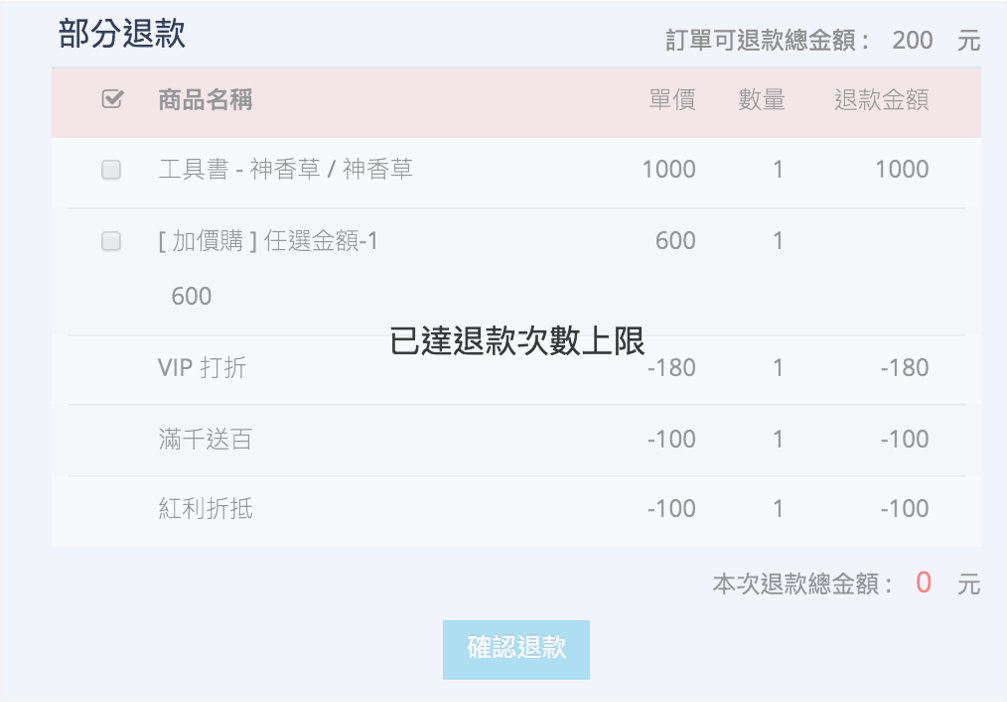 部分退款
訂單可退款總金額： 200 元
商品名稱 單價 數量 退款金額
工具書 - 神香草 / 神香草 1000 1 1000
[ 加價購 ] 任選金額-1 600 1
600
已達退款次數上限
VIP 打折 -180 1 -180
滿千送百 -100 1 -100
紅利折抵 -100 1 -100
本次退款總金額： 0 元
確認退款